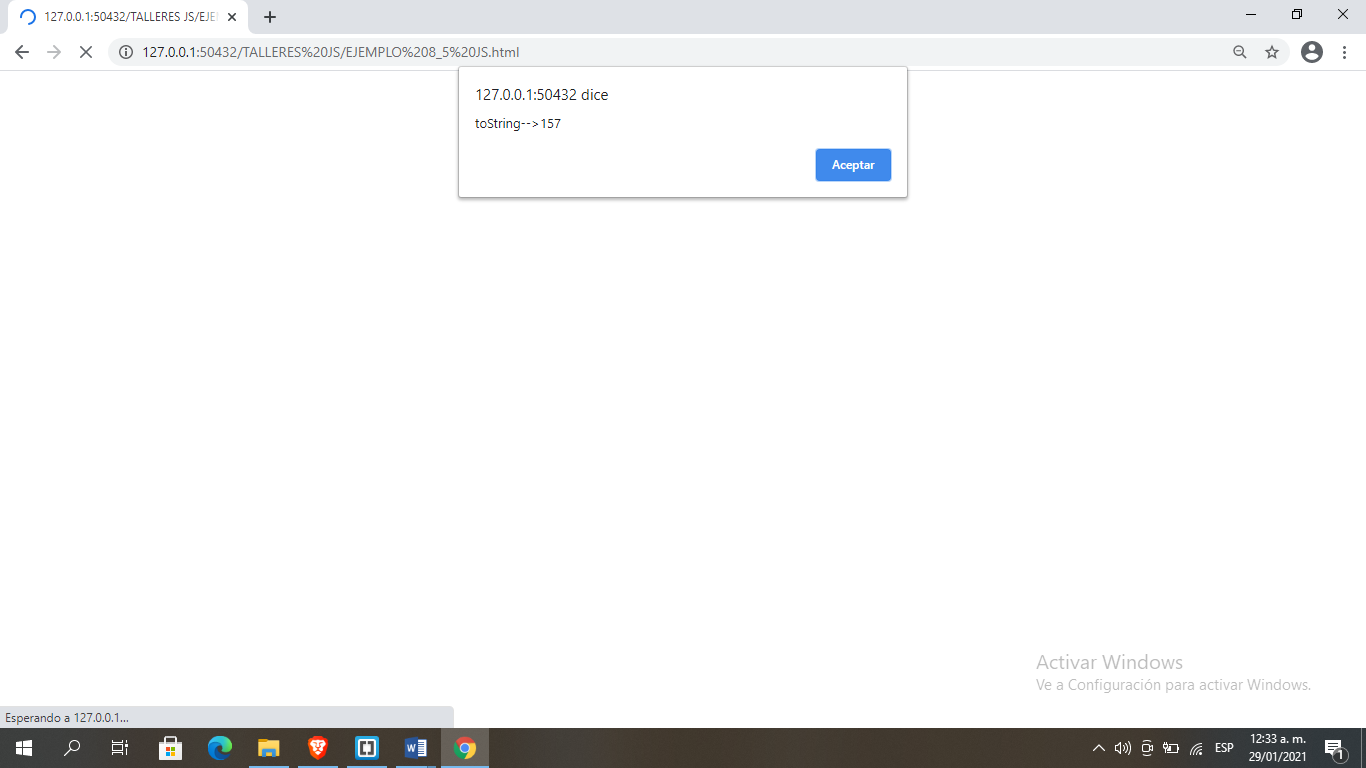 127.0.0.1:50432/TALLERES JS/EJE
127.0.0.1:50432/TALLERES%20JS/EJEMPLO%208_5%20JS.html
127.0.0.1:50432 dice
toString-->157
Aceptar
Activar Windows
Ve a Configuración para activar Windows.
Esperando a 127.0.0.1...
W
ESP
12:33 a. m.
29/01/2021
1